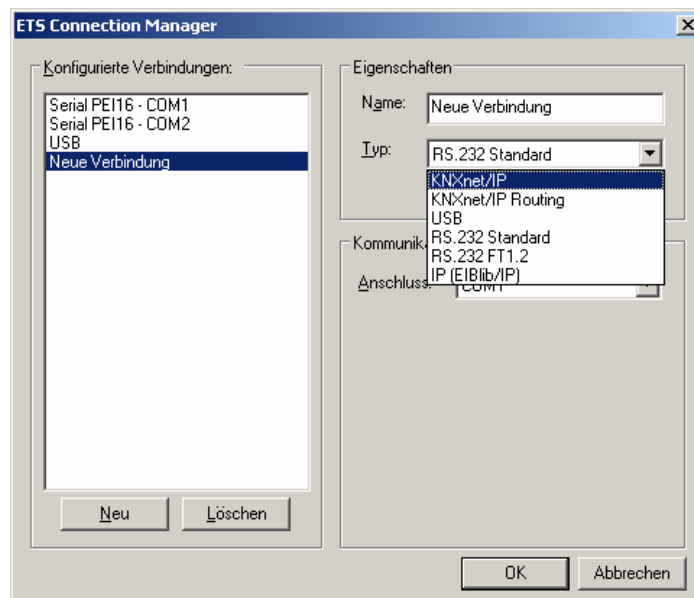 ETS Connection Manager
Konfigurierte Verbindungen:
Serial PEI16 - COM1
Serial PEI16 - COM2
USB
Neue Verbindung
Neu
Löschen
Eigenschaften
Name:
Neue Verbindung
Typ:
RS.232 Standard
KNXnet/IP
KNXnet/IP Routing
USB
RS.232 Standard
RS.232 FT1.2
IP (EIBlib/IP)
Kommunik
Anschluss:
COM1
OK
Abbrechen